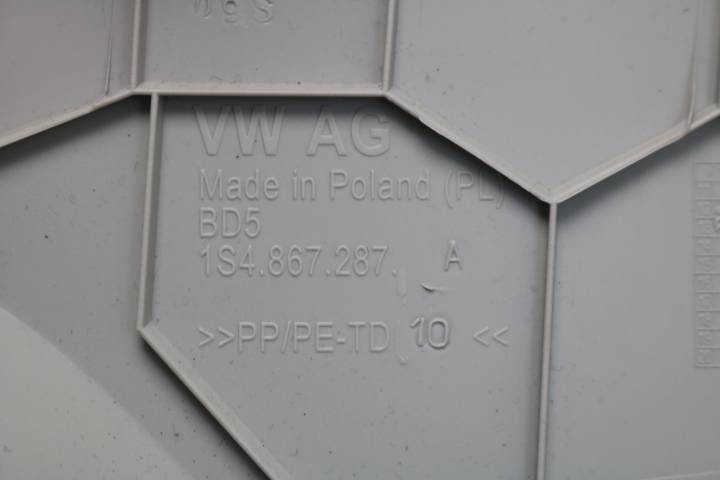 VW AG
Made in Poland (PL)
BD5
1S4.867.287. A
>>PP/PE-TD 10 <<